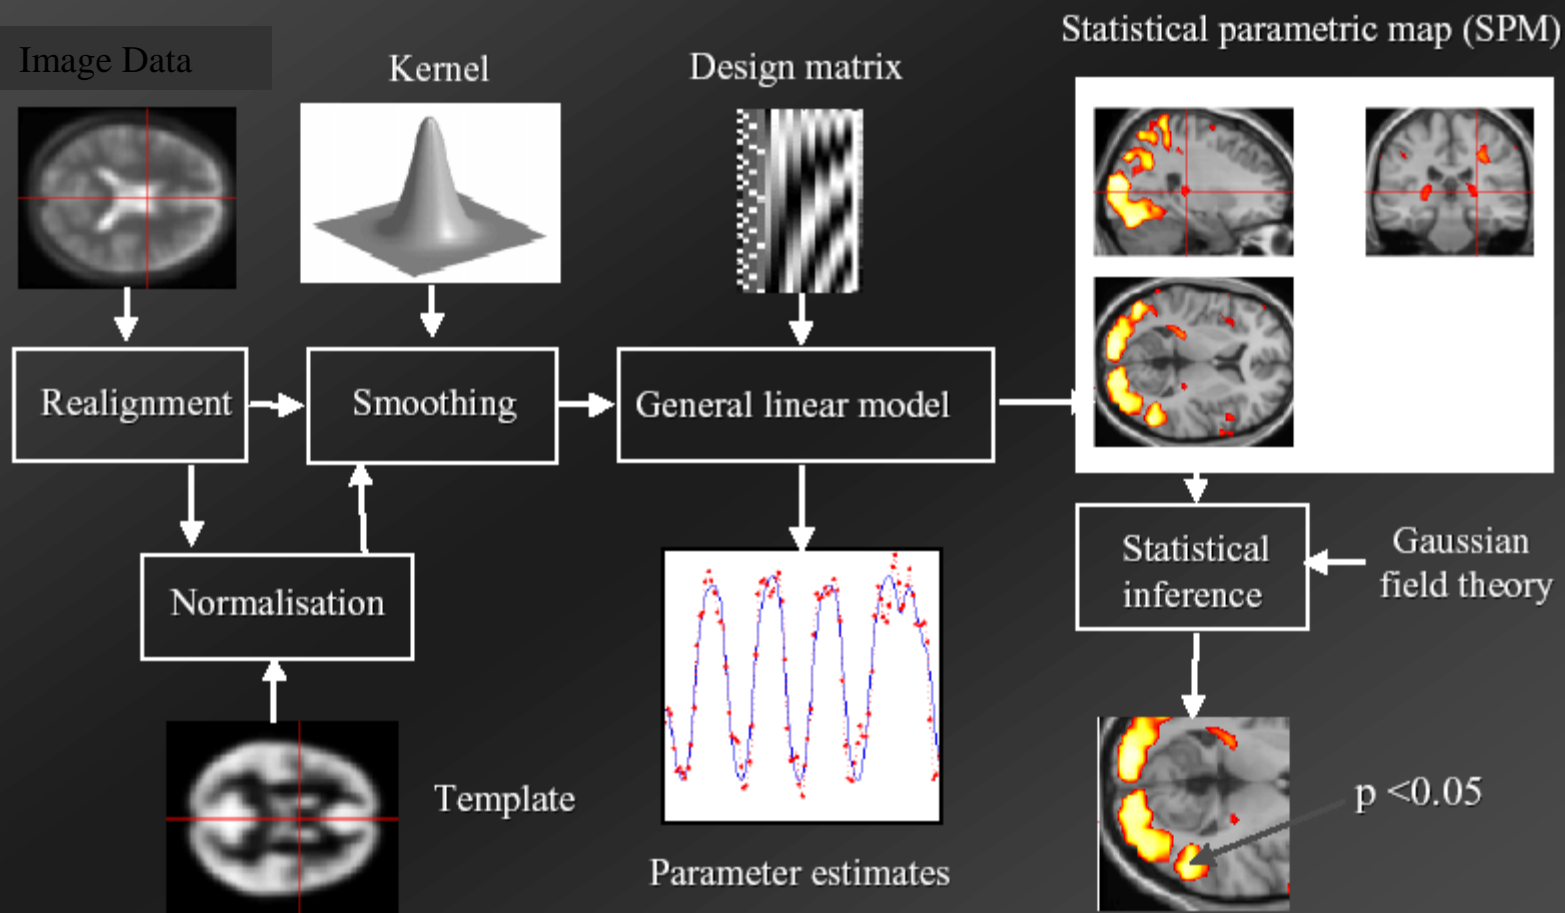 Image Data
Kernel
Design matrix
Statistical parametric map (SPM)
Realignment
Smoothing
General linear model
Normalisation
Statistical
inference
Gaussian
field theory
Template
Parameter estimates
p <0.05